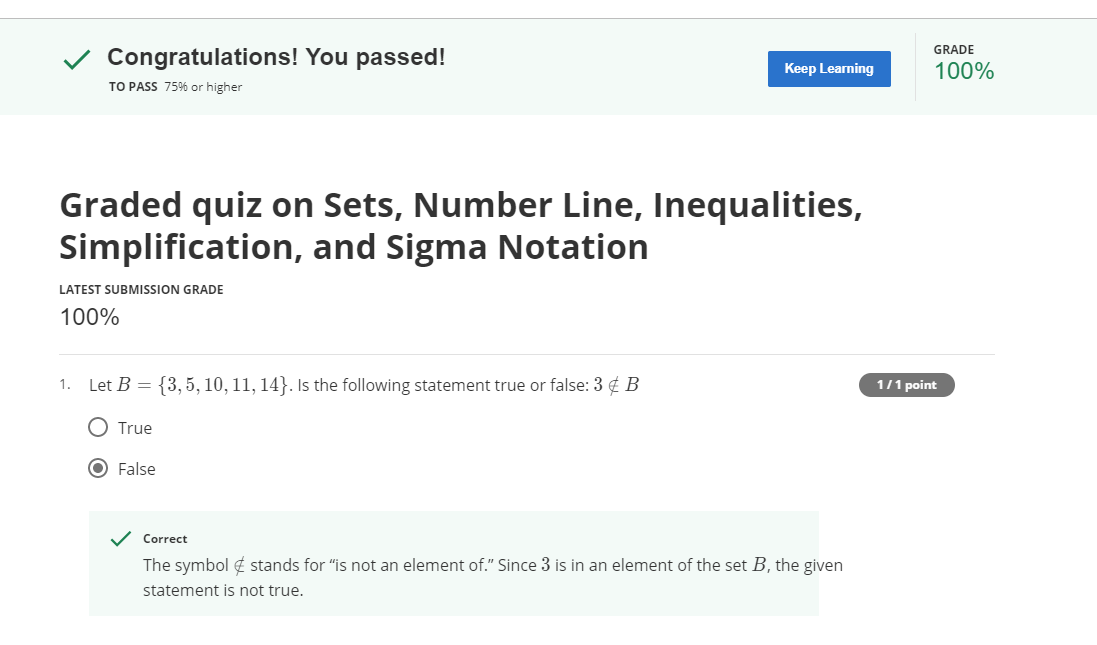 Congratulations! You passed!
TO PASS 75% or higher
Keep Learning
GRADE
100%
Graded quiz on Sets, Number Line, Inequalities,
Simplification, and Sigma Notation
LATEST SUBMISSION GRADE
100%
1. Let B = {3, 5, 10, 11, 14}. Is the following statement true or false: 3 ∉ B
1 / 1 point
True
False
Correct
The symbol ∉ stands for “is not an element of.” Since 3 is in an element of the set B, the given
statement is not true.